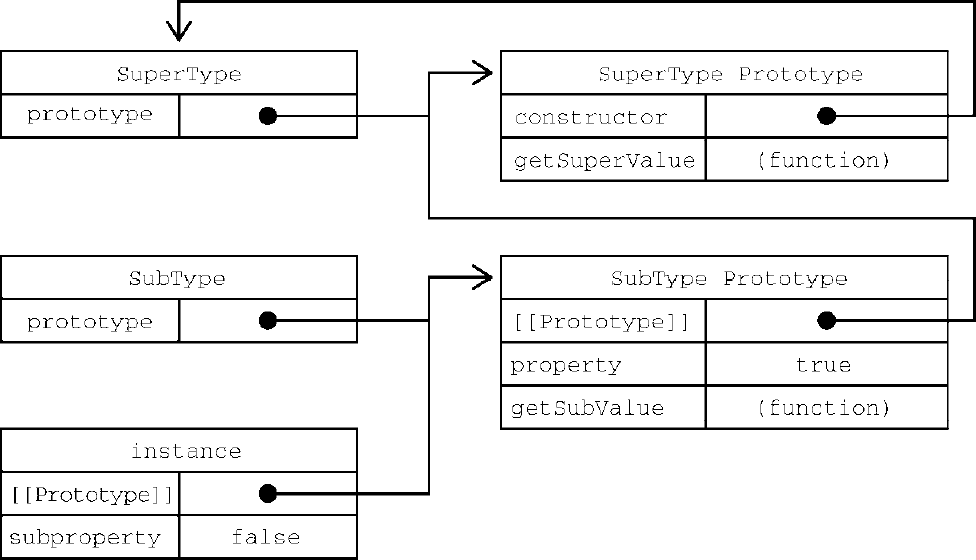 SuperType
prototype
SuperType Prototype
constructor
getSuperValue (function)
SubType
prototype
SubType Prototype
[[Prototype]]
property true
getSubValue (function)
instance
[[Prototype]]
subproperty false